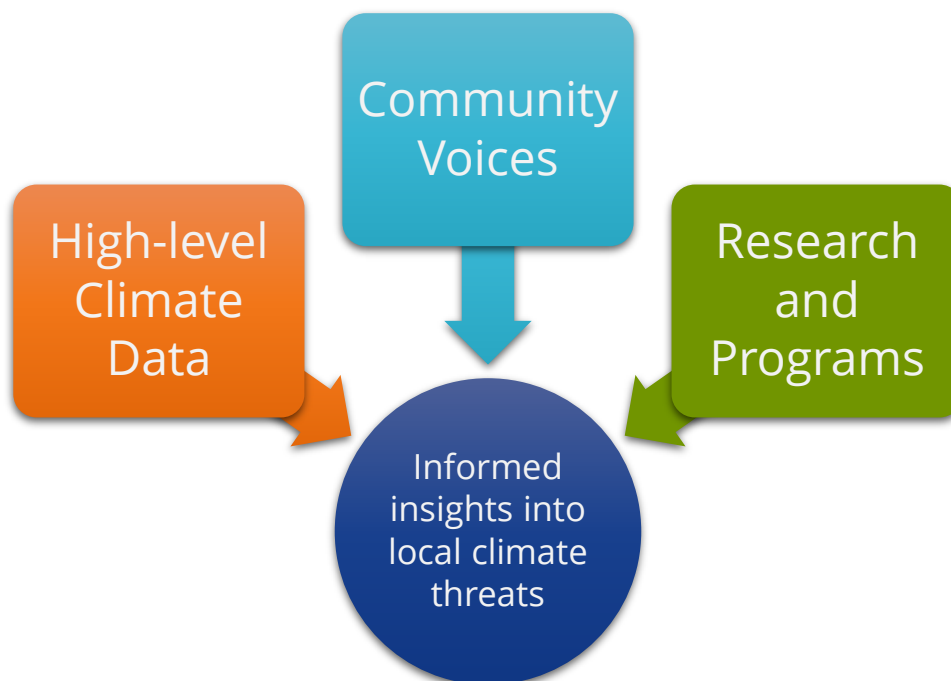 Community
Voices
High-level
Climate
Data
Research
and
Programs
Informed
insights into
local climate
threats